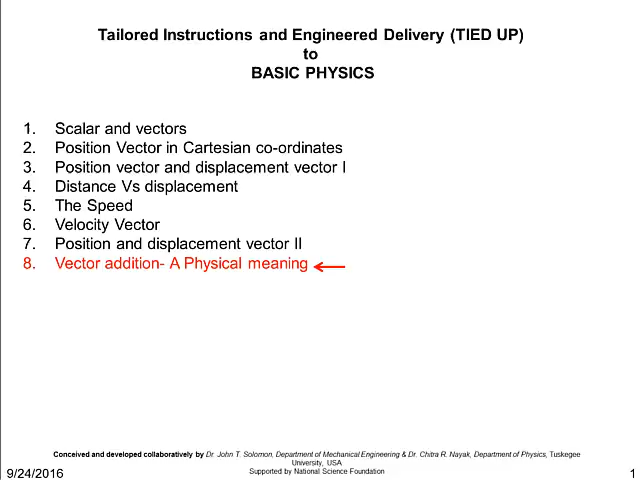 Tailored Instructions and Engineered Delivery (TIED UP)
to
BASIC PHYSICS
1. Scalar and vectors
2. Position Vector in Cartesian co-ordinates
3. Position vector and displacement vector I
4. Distance Vs displacement
5. The Speed
6. Velocity Vector
7. Position and displacement vector II
8. Vector addition- A Physical meaning
Conceived and developed collaboratively by Dr. John T. Solomon, Department of Mechanical Engineering & Dr. Chitra R. Nayak, Department of Physics, Tuskegee
University, USA
Supported by National Science Foundation
9/24/2016
1